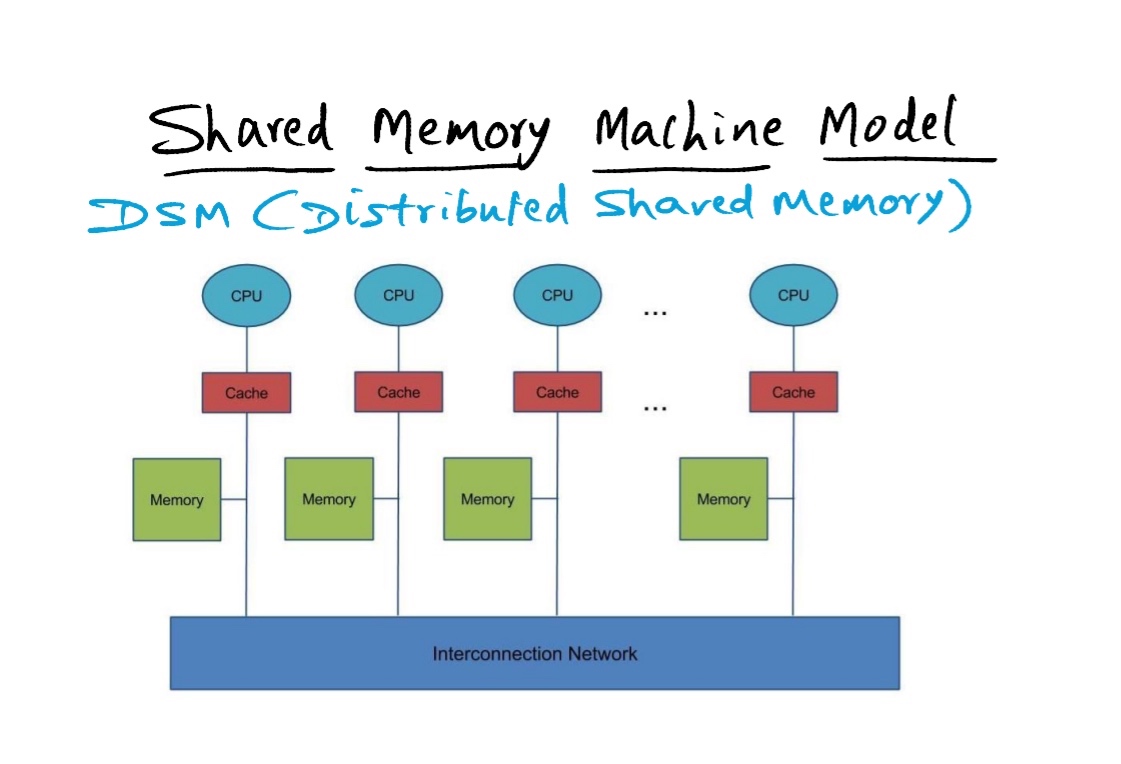 Shared Memory Machine Model
DSM (Distributed Shared Memory)
CPU CPU CPU ... CPU
Cache Cache Cache ... Cache
Memory Memory Memory Memory
Interconnection Network